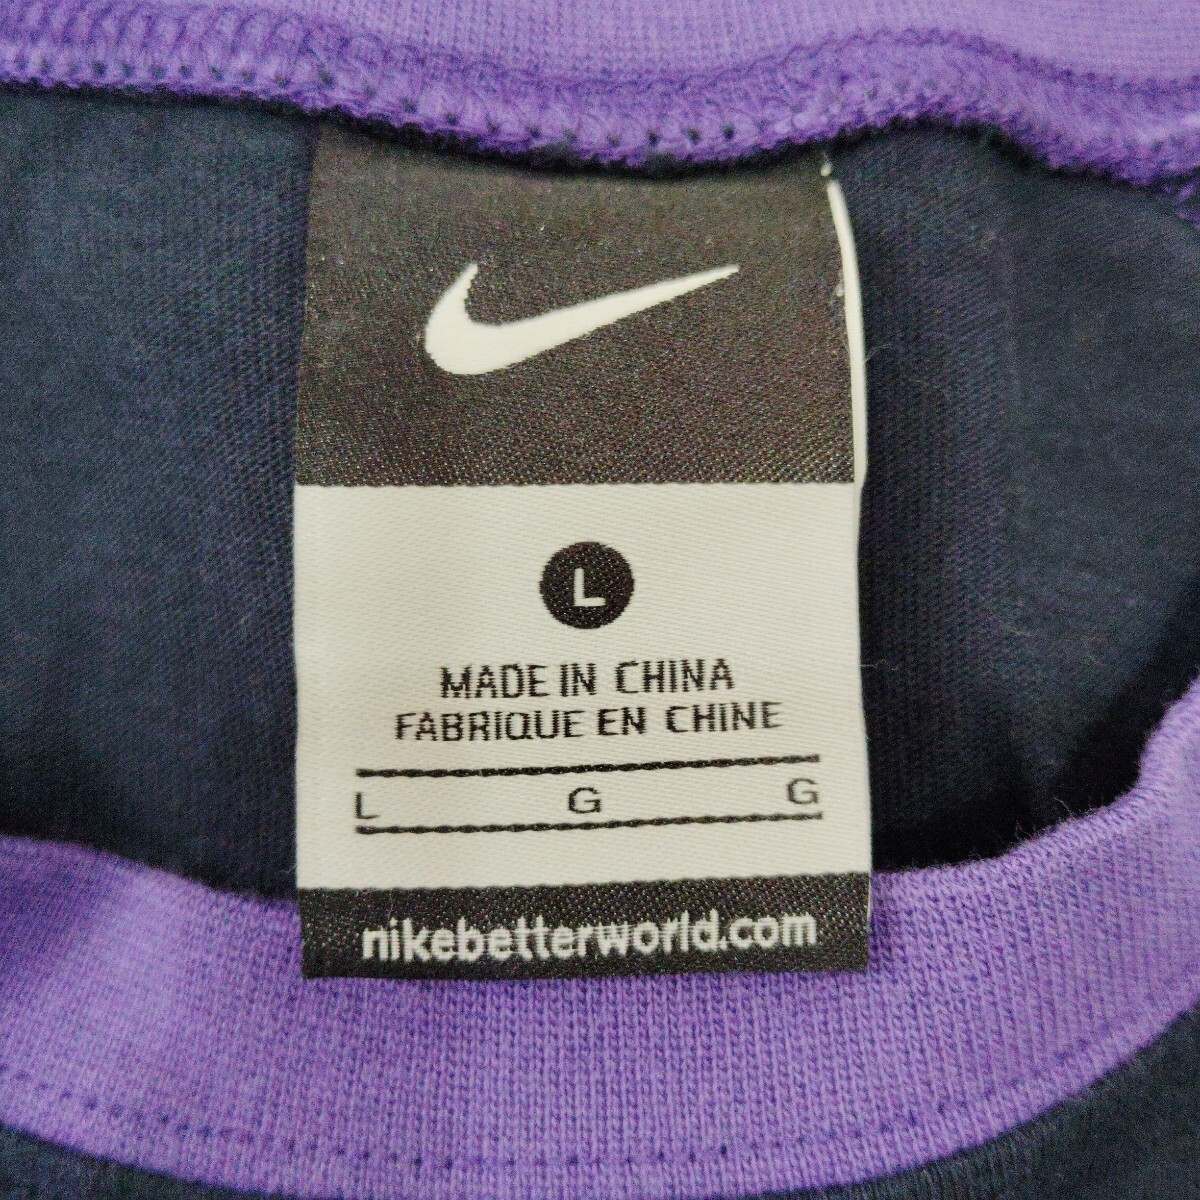 L
MADE IN CHINA
FABRIQUE EN CHINE
L G G
nikebetterworld.com